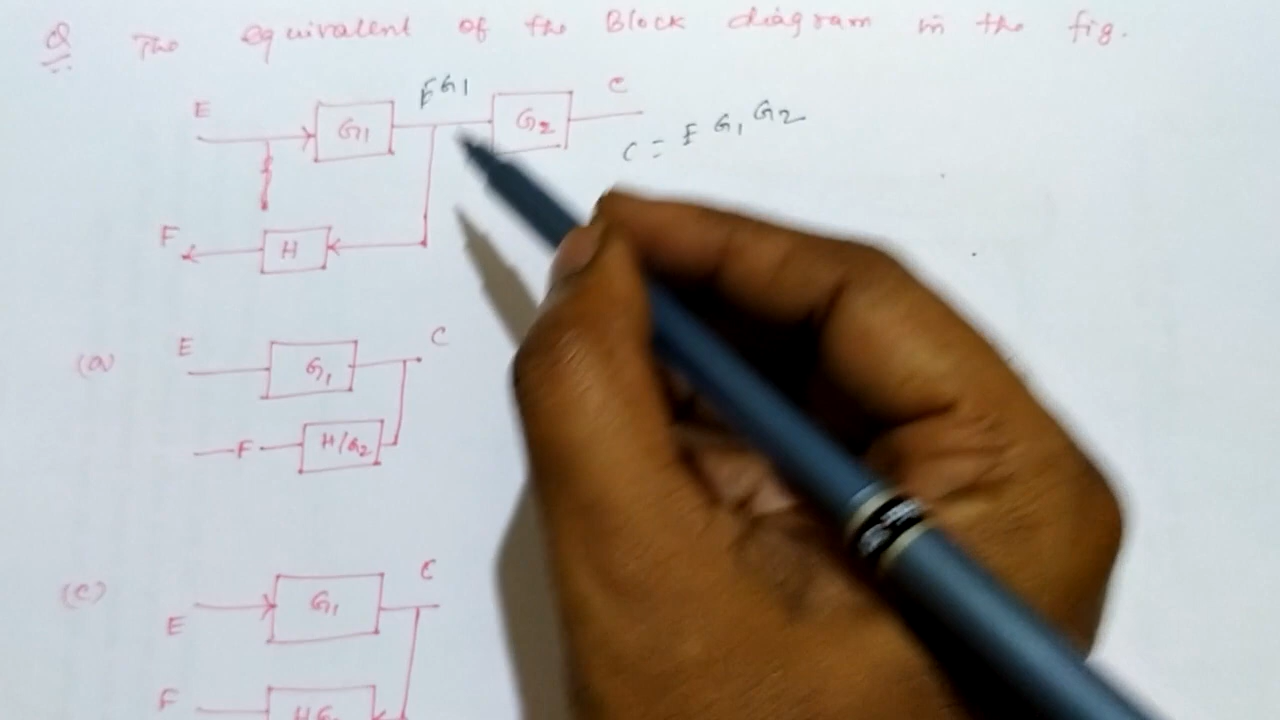 Q The equivalent of the Block diagram in the fig.
E G1 EG1 G2 C
C = E G1 G2
F H
(a) E G1 C
F H/G2
(c) E G1 C
F